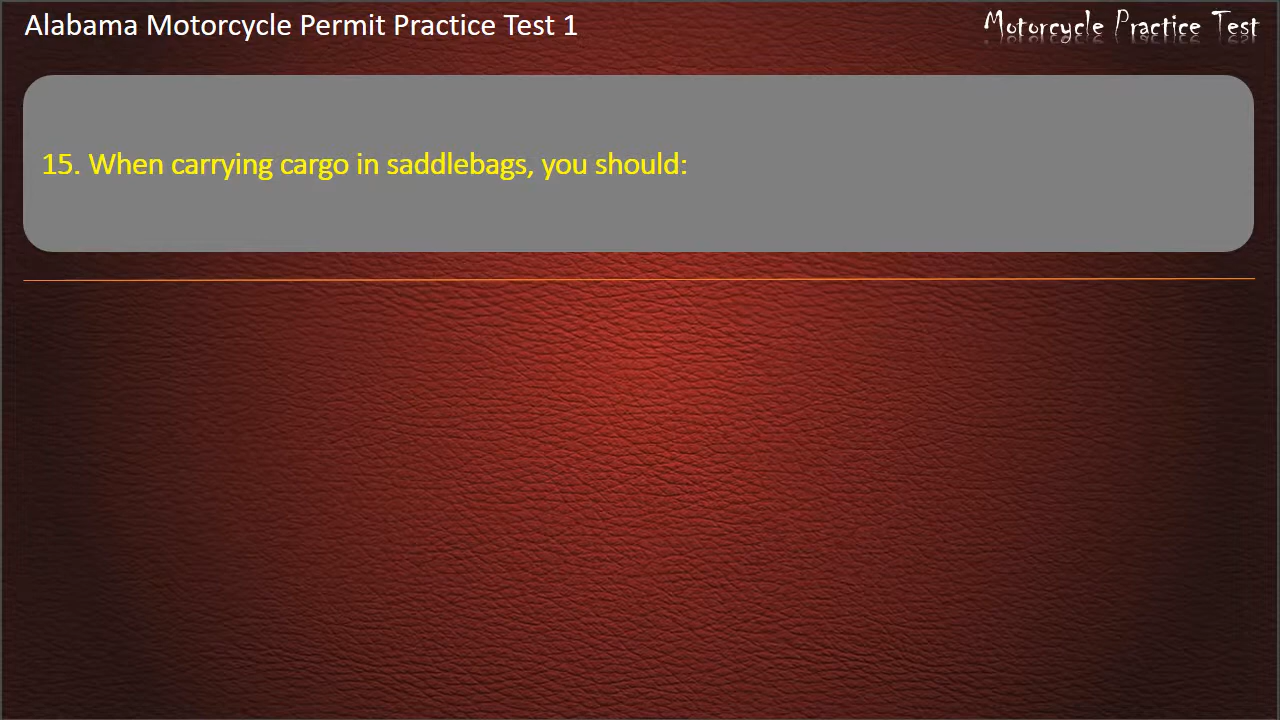 Alabama Motorcycle Permit Practice Test 1
Motorcycle Practice Test
15. When carrying cargo in saddlebags, you should: